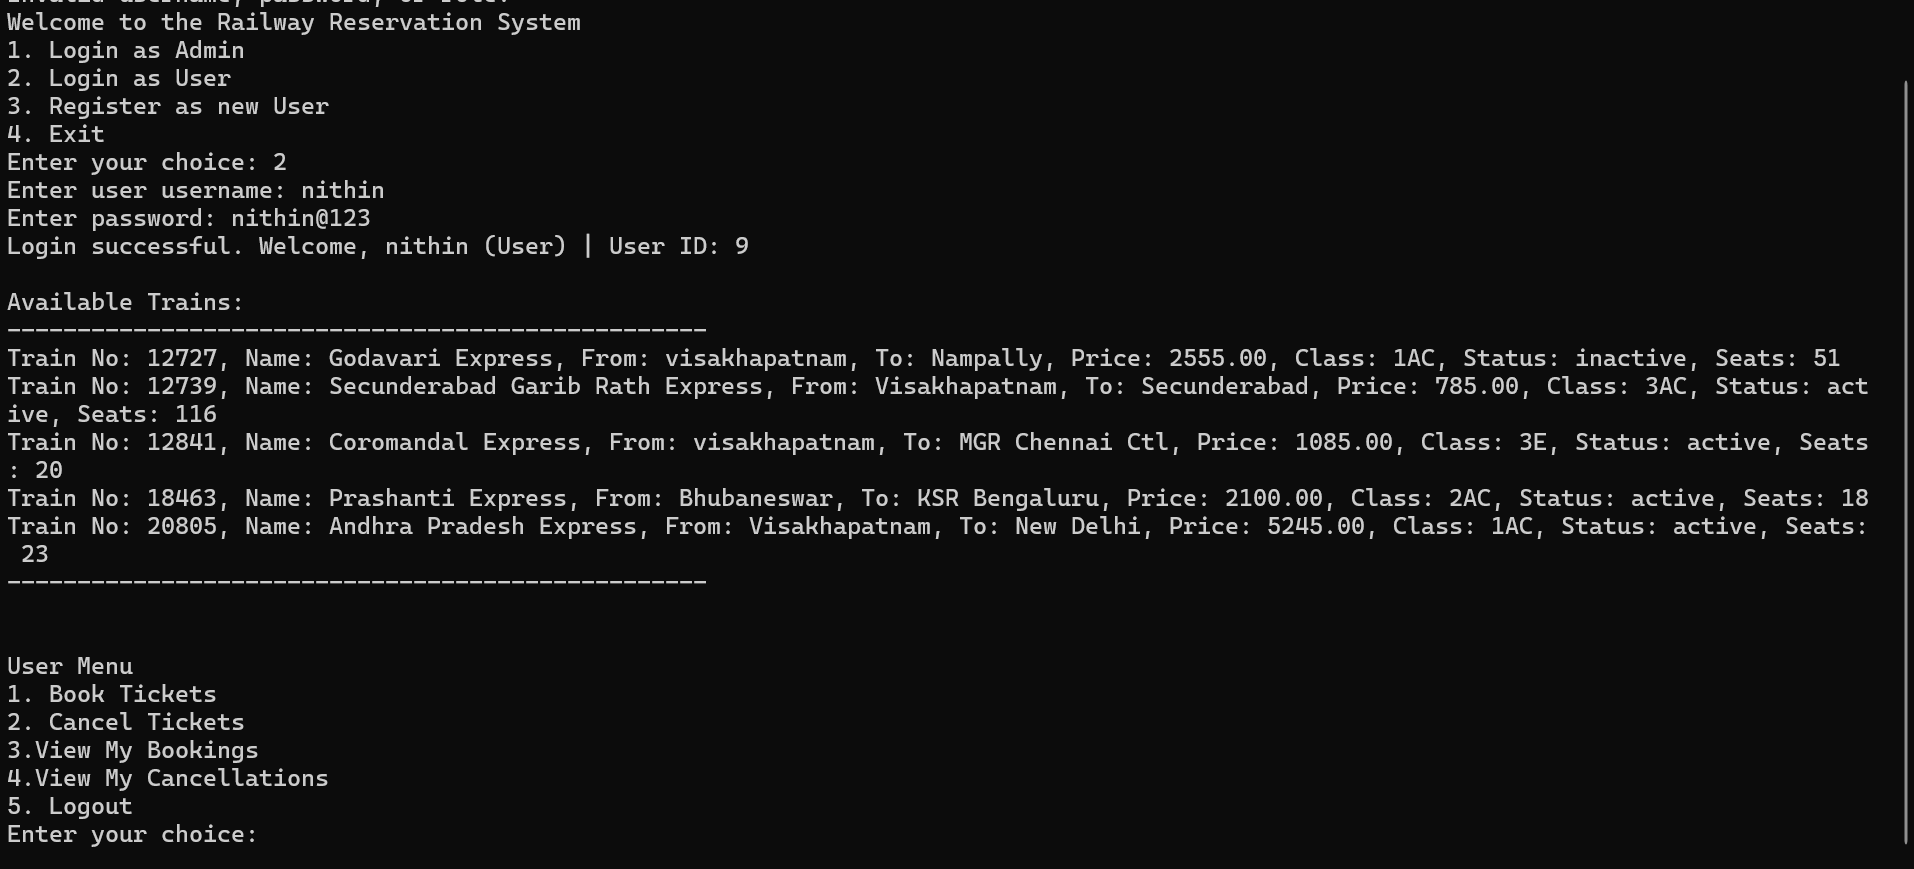 Invalid username, password, or role.
Welcome to the Railway Reservation System
1. Login as Admin
2. Login as User
3. Register as new User
4. Exit
Enter your choice: 2
Enter user username: nithin
Enter password: nithin@123
Login successful. Welcome, nithin (User) | User ID: 9
Available Trains:
--------------------------------------------------
Train No: 12727, Name: Godavari Express, From: visakhapatnam, To: Nampally, Price: 2555.00, Class: 1AC, Status: inactive, Seats: 51
Train No: 12739, Name: Secunderabad Garib Rath Express, From: Visakhapatnam, To: Secunderabad, Price: 785.00, Class: 3AC, Status: act
ive, Seats: 116
Train No: 12841, Name: Coromandal Express, From: visakhapatnam, To: MGR Chennai Ctl, Price: 1085.00, Class: 3E, Status: active, Seats
: 20
Train No: 18463, Name: Prashanti Express, From: Bhubaneswar, To: KSR Bengaluru, Price: 2100.00, Class: 2AC, Status: active, Seats: 18
Train No: 20805, Name: Andhra Pradesh Express, From: Visakhapatnam, To: New Delhi, Price: 5245.00, Class: 1AC, Status: active, Seats:
 23
--------------------------------------------------
User Menu
1. Book Tickets
2. Cancel Tickets
3.View My Bookings
4.View My Cancellations
5. Logout
Enter your choice: